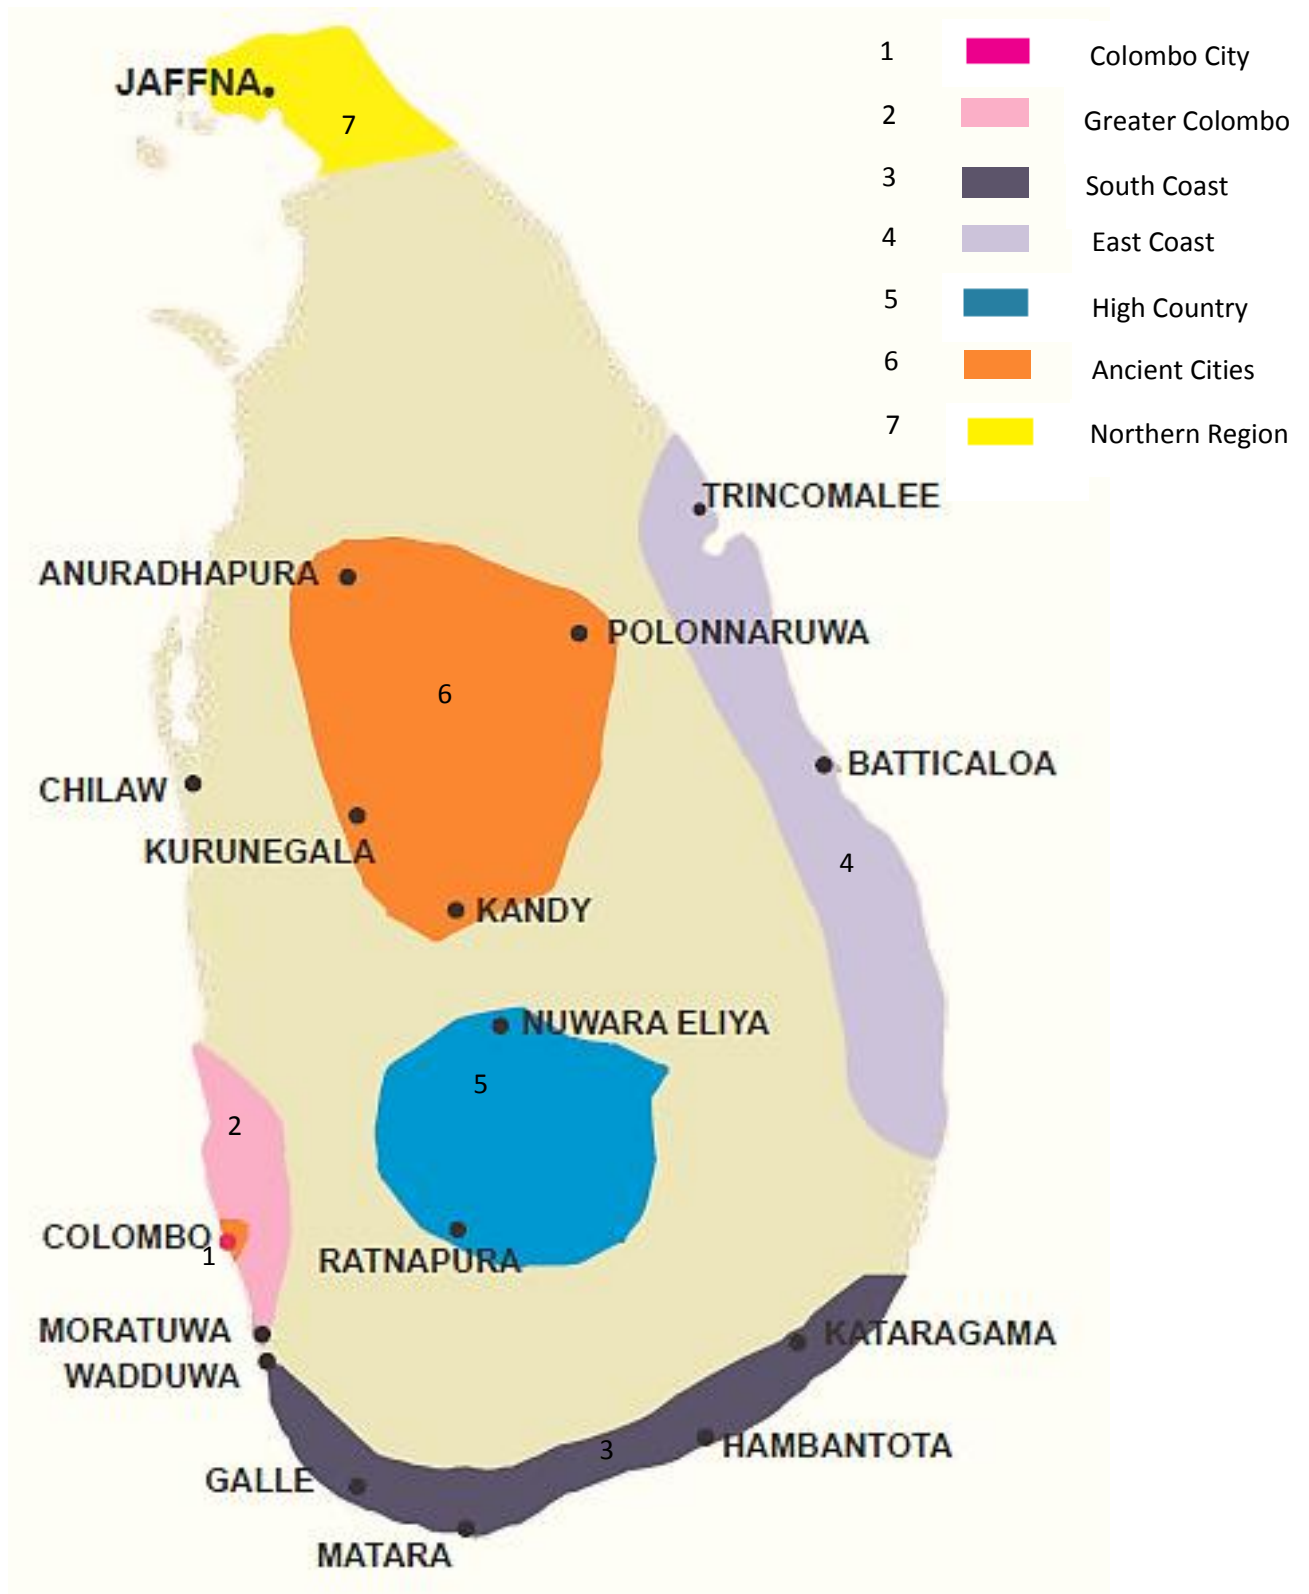 1 Colombo City
JAFFNA
2 Greater Colombo
7
3 South Coast
4 East Coast
5 High Country
6 Ancient Cities
7 Northern Region
TRINCOMALEE
ANURADHAPURA
POLONNARUWA
6
BATTICALOA
CHILAW
KURUNEGALA
4
KANDY
NUWARA ELIYA
5
2
COLOMBO
1
RATNAPURA
MORATUWA
KATARAGAMA
WADDUWA
3
HAMBANTOTA
GALLE
MATARA